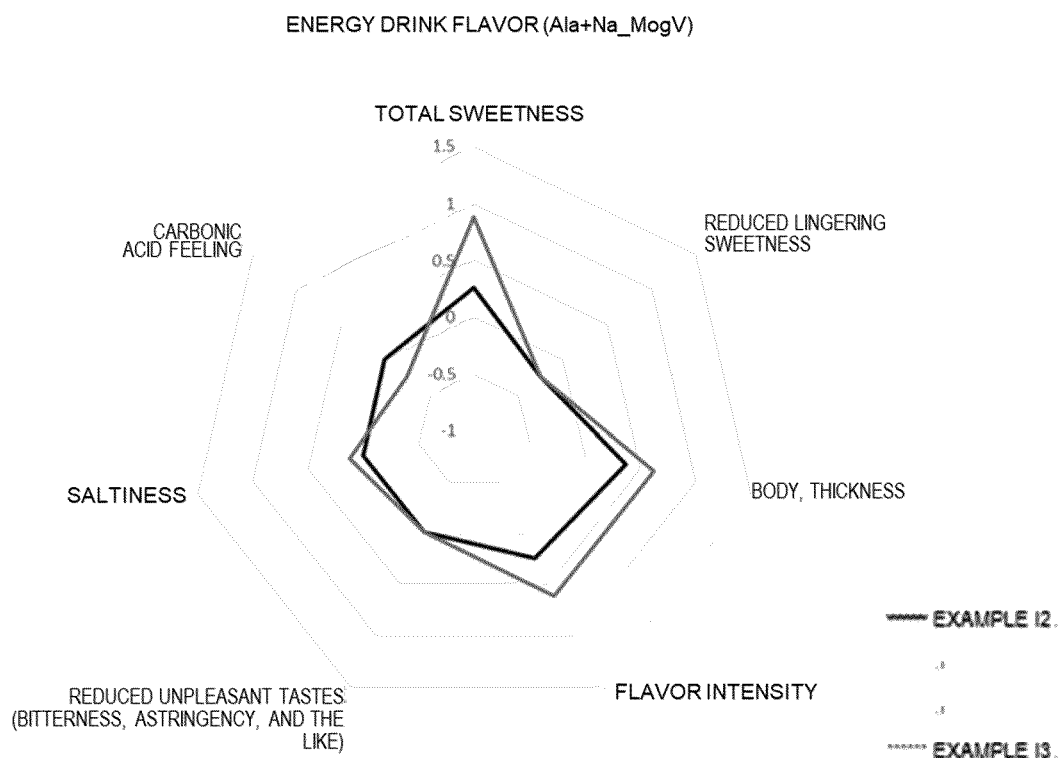 ENERGY DRINK FLAVOR (Ala+Na_MogV)
TOTAL SWEETNESS
1.5
REDUCED LINGERING
SWEETNESS
CARBONIC
ACID FEELING
1
0.5
0
-0.5
-1
SALTINESS
BODY, THICKNESS
EXAMPLE I2.
FLAVOR INTENSITY
REDUCED UNPLEASANT TASTES
(BITTERNESS, ASTRINGENCY, AND THE
LIKE)
EXAMPLE I3.